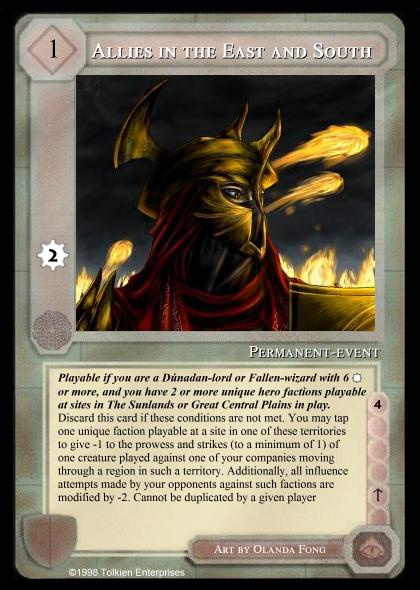 1
ALLIES IN THE EAST AND SOUTH
2
PERMANENT-EVENT
Playable if you are a Dúnadan-lord or Fallen-wizard with 6
or more, and you have 2 or more unique hero factions playable
at sites in The Sunlands or Great Central Plains in play.
4
Discard this card if these conditions are not met. You may tap
one unique faction playable at a site in one of these territories
to give -1 to the prowess and strikes (to a minimum of 1) of
one creature played against one of your companies moving
through a region in such a territory. Additionally, all influence
attempts made by your opponents against such factions are
modified by -2. Cannot be duplicated by a given player
ART BY OLANDA FONG
©1998 Tolkien Enterprises